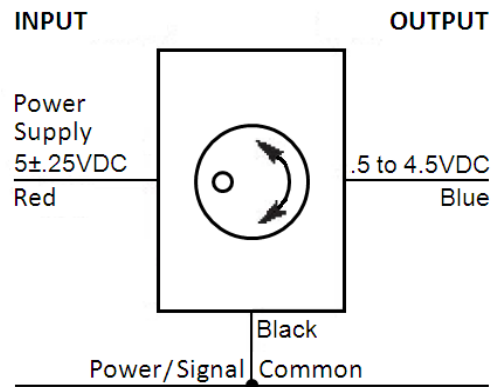 INPUT
OUTPUT
Power
Supply
5±.25VDC
Red
.5 to 4.5VDC
Blue
Black
Power/Signal Common